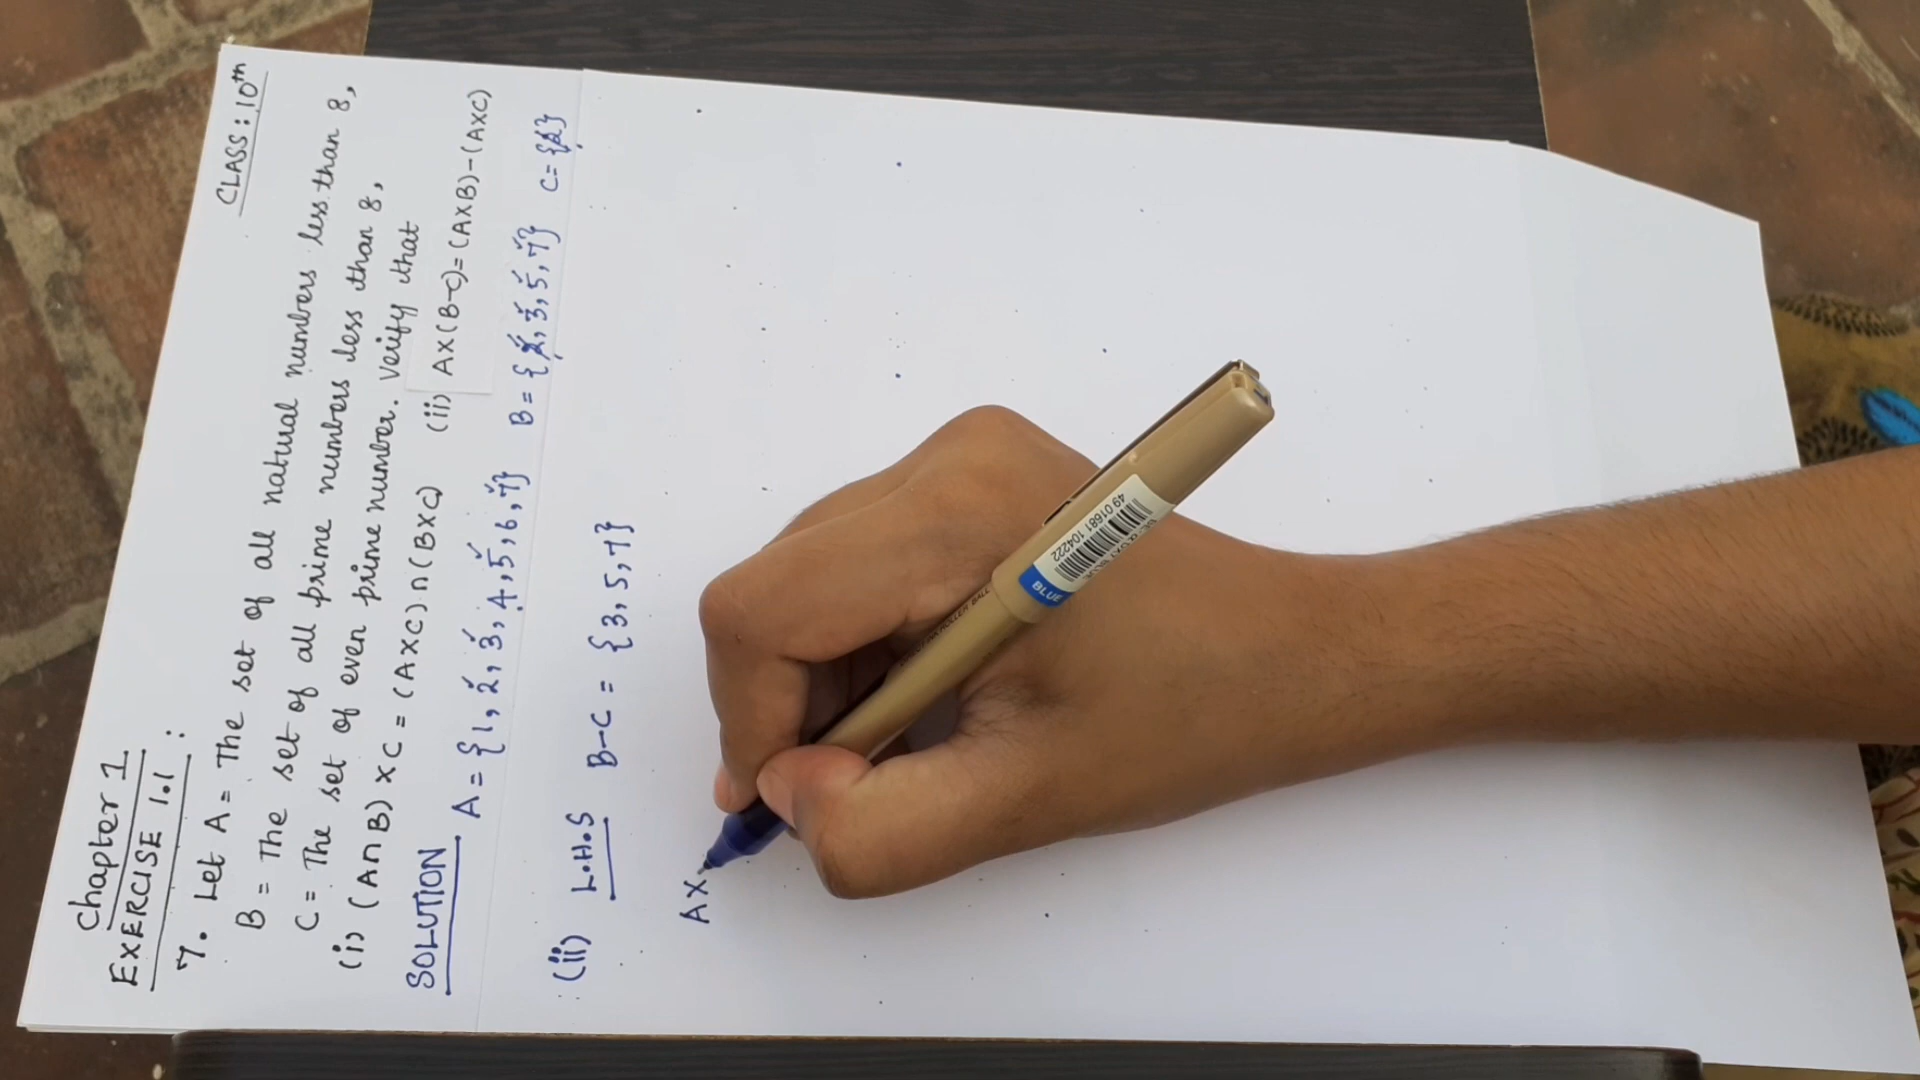 Chapter 1
EXERCISE 1.1 :
CLASS : 10th
7. Let A = The set of all natural numbers less than 8,
B = The set of all prime numbers less than 8,
C = The set of even prime number. Verify that
(i) (A∩B)×C = (A×C)∩(B×C) (ii) A×(B-C)=(A×B)-(A×C)
SOLUTION A = {1, 2, 3, 4, 5, 6, 7} B = {2, 3, 5, 7} C = {2}
(ii) L.H.S B-C = {3, 5, 7}
A×
BLUE
4901681 104222